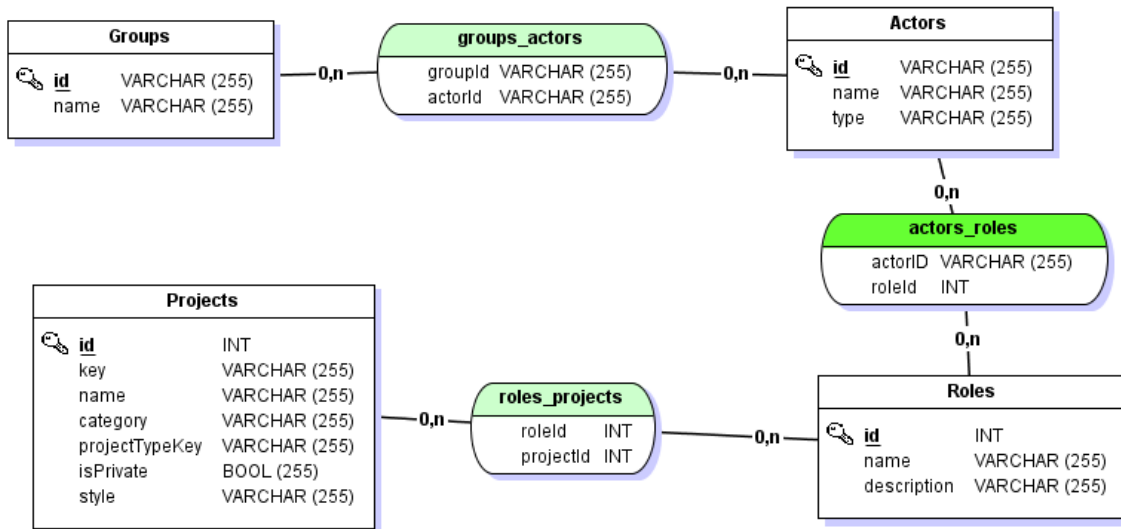 Groups
id VARCHAR (255)
name VARCHAR (255)
0,n
groups_actors
groupId VARCHAR (255)
actorId VARCHAR (255)
0,n
Actors
id VARCHAR (255)
name VARCHAR (255)
type VARCHAR (255)
0,n
actors_roles
actorID VARCHAR (255)
roleId INT
0,n
Projects
id INT
key VARCHAR (255)
name VARCHAR (255)
category VARCHAR (255)
projectTypeKey VARCHAR (255)
isPrivate BOOL (255)
style VARCHAR (255)
0,n
roles_projects
roleId INT
projectId INT
0,n
Roles
id INT
name VARCHAR (255)
description VARCHAR (255)